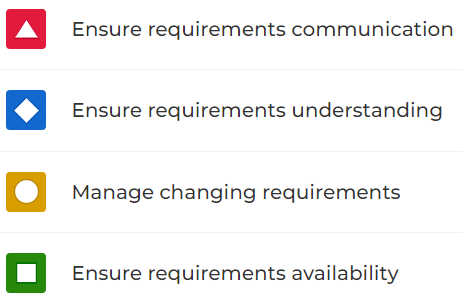 Ensure requirements communication
Ensure requirements understanding
Manage changing requirements
Ensure requirements availability